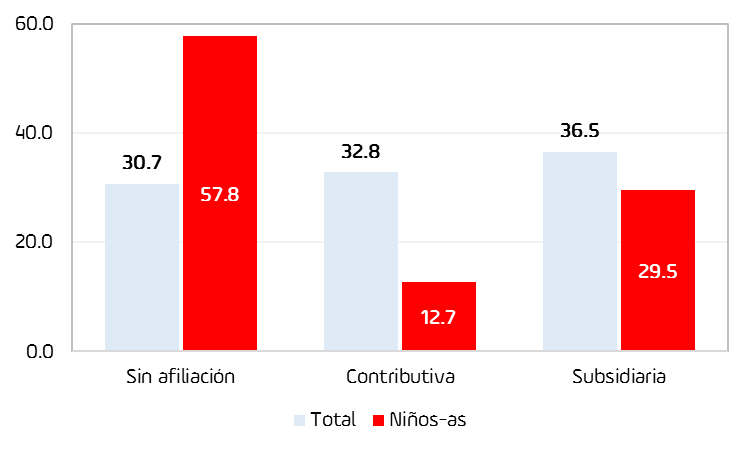 60.0
40.0
20.0
0.0
30.7
57.8
32.8
12.7
36.5
29.5
Sin afiliación
Contributiva
Subsidiaria
Total
Niños-as